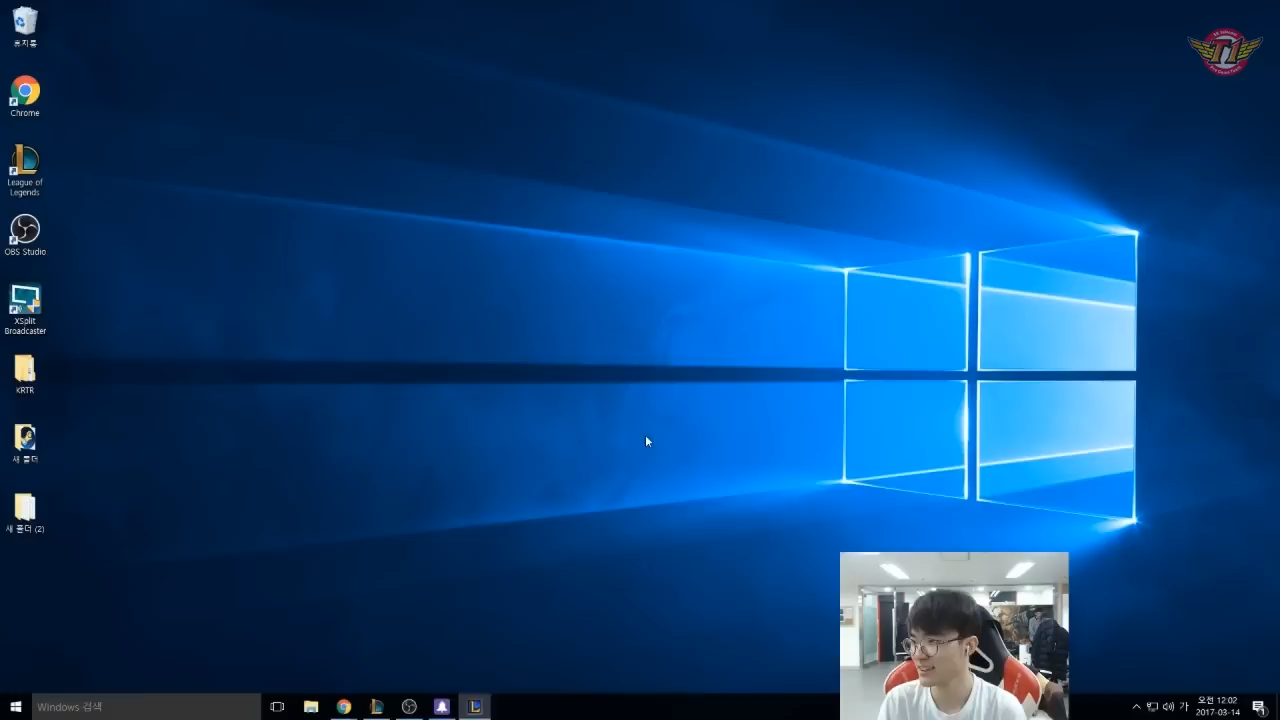 휴지통
Chrome
League of
Legends
OBS Studio
XSplit
Broadcaster
KRTR
새 폴더
새 폴더 (2)
T1
Windows 검색
가
오전 12:02
2017-03-14